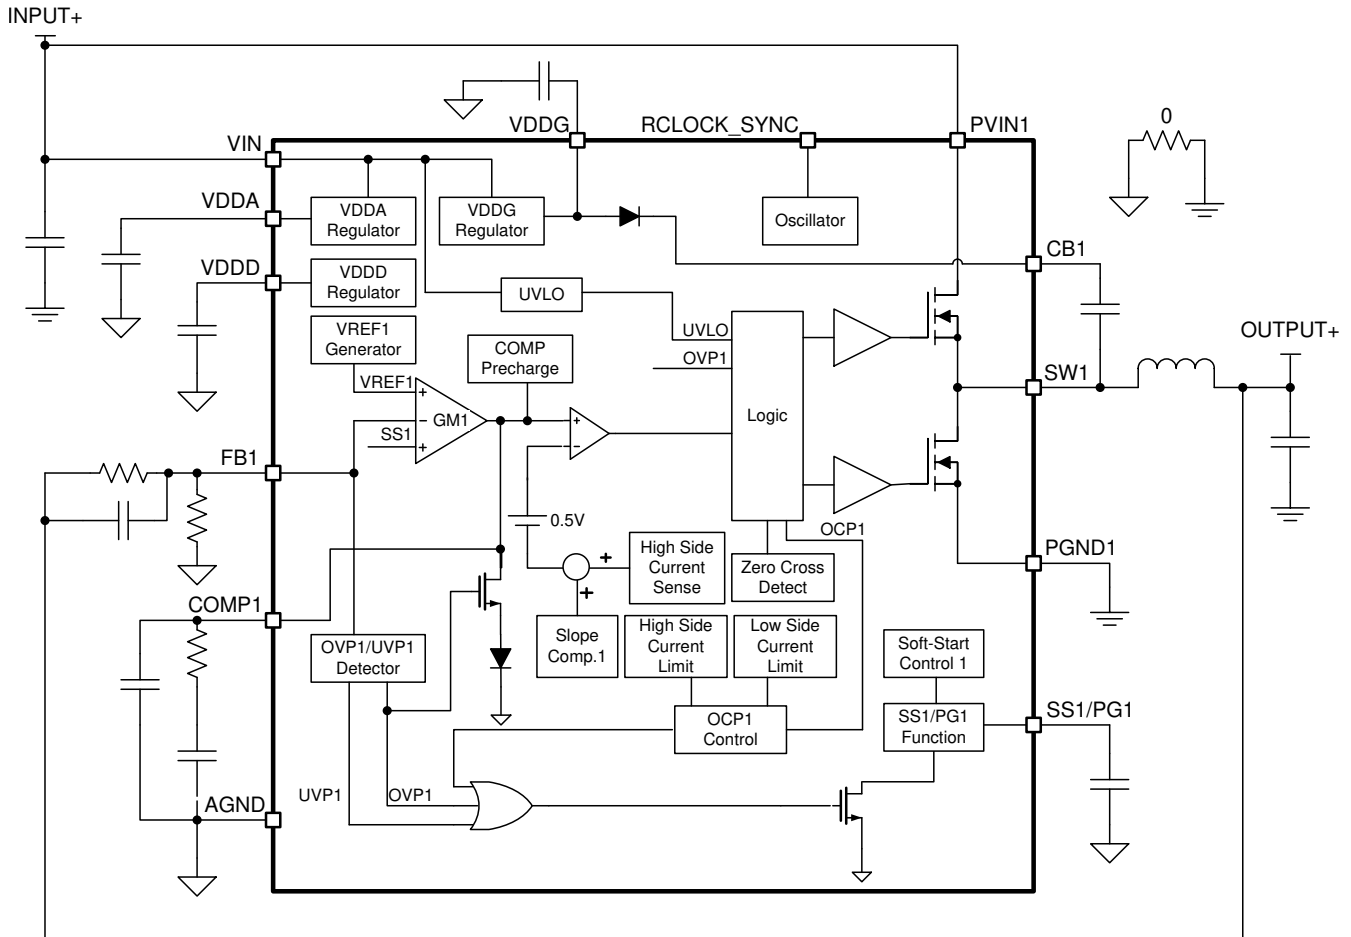 INPUT+
VDDG
RCLOCK_SYNC
PVIN1
0
VIN
VDDA
VDDA
Regulator
VDDG
Regulator
Oscillator
CB1
VDDD
VDDD
Regulator
UVLO
VREF1
Generator
COMP
Precharge
UVLO
OVP1
OUTPUT+
VREF1
+
−
GM1
SS1
+
+
−
Logic
SW1
FB1
0.5V
OCP1
High Side
Current
Sense
+
+
Zero Cross
Detect
PGND1
COMP1
OVP1/UVP1
Detector
Slope
Comp.1
High Side
Current
Limit
Low Side
Current
Limit
Soft-Start
Control 1
OCP1
Control
SS1/PG1
Function
SS1/PG1
UVP1
OVP1
AGND